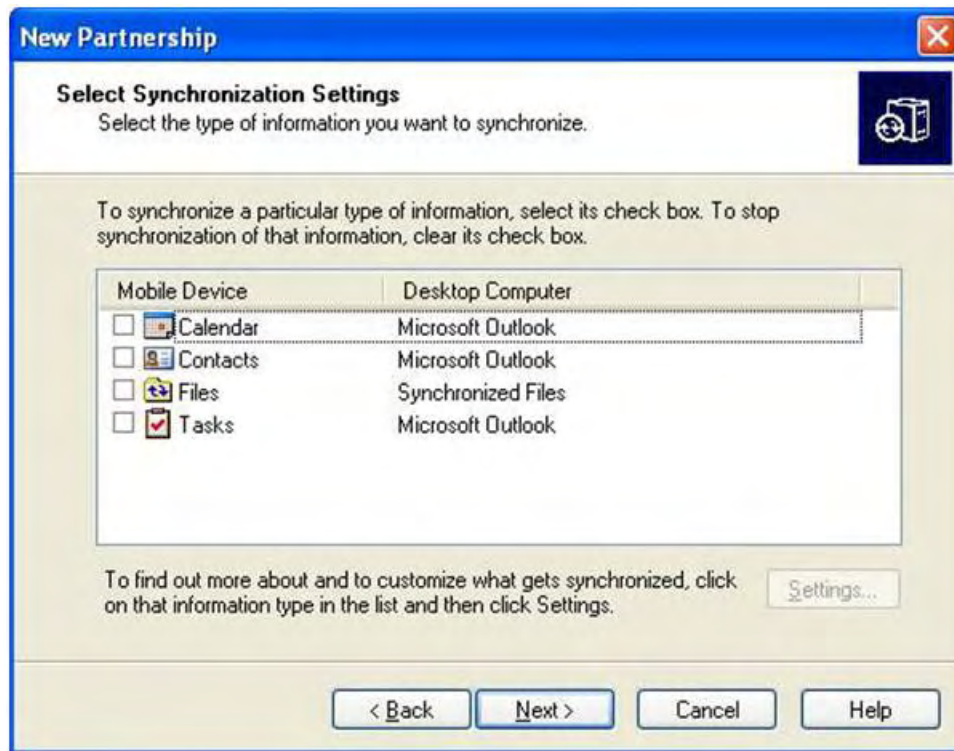 New Partnership
Select Synchronization Settings
Select the type of information you want to synchronize.
To synchronize a particular type of information, select its check box. To stop
synchronization of that information, clear its check box.
Mobile Device Desktop Computer
Calendar Microsoft Outlook
Contacts Microsoft Outlook
Files Synchronized Files
Tasks Microsoft Outlook
To find out more about and to customize what gets synchronized, click
on that information type in the list and then click Settings.
Settings...
< Back Next > Cancel Help